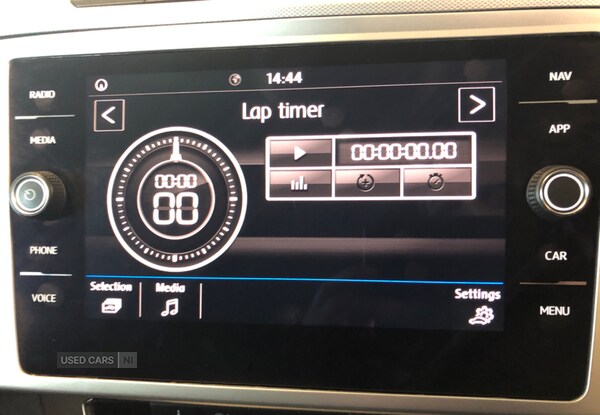 14:44
RADIO
NAV
Lap timer
MEDIA
APP
00:00:00.00
00:00
00
PHONE
CAR
VOICE
Selection
Media
Settings
MENU
USED CARS NI